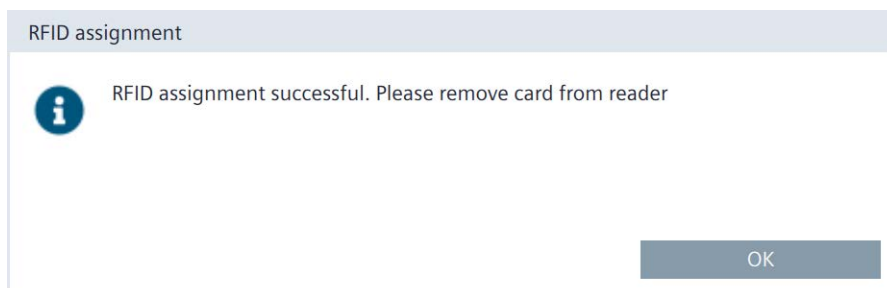 RFID assignment
RFID assignment successful. Please remove card from reader
OK